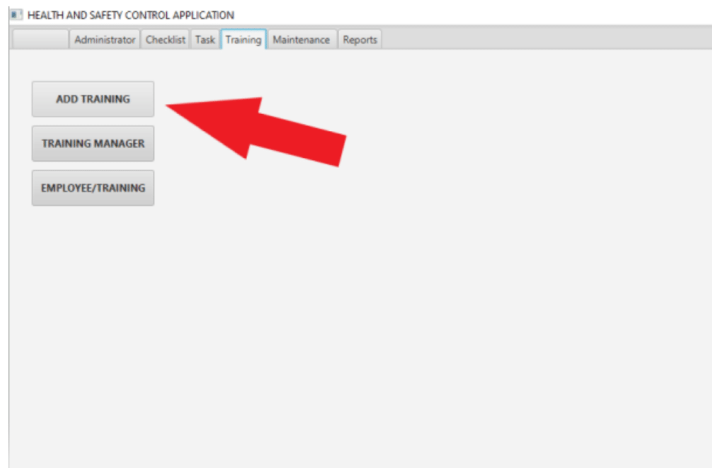 HEALTH AND SAFETY CONTROL APPLICATION
Administrator Checklist Task Training Maintenance Reports
ADD TRAINING
TRAINING MANAGER
EMPLOYEE/TRAINING